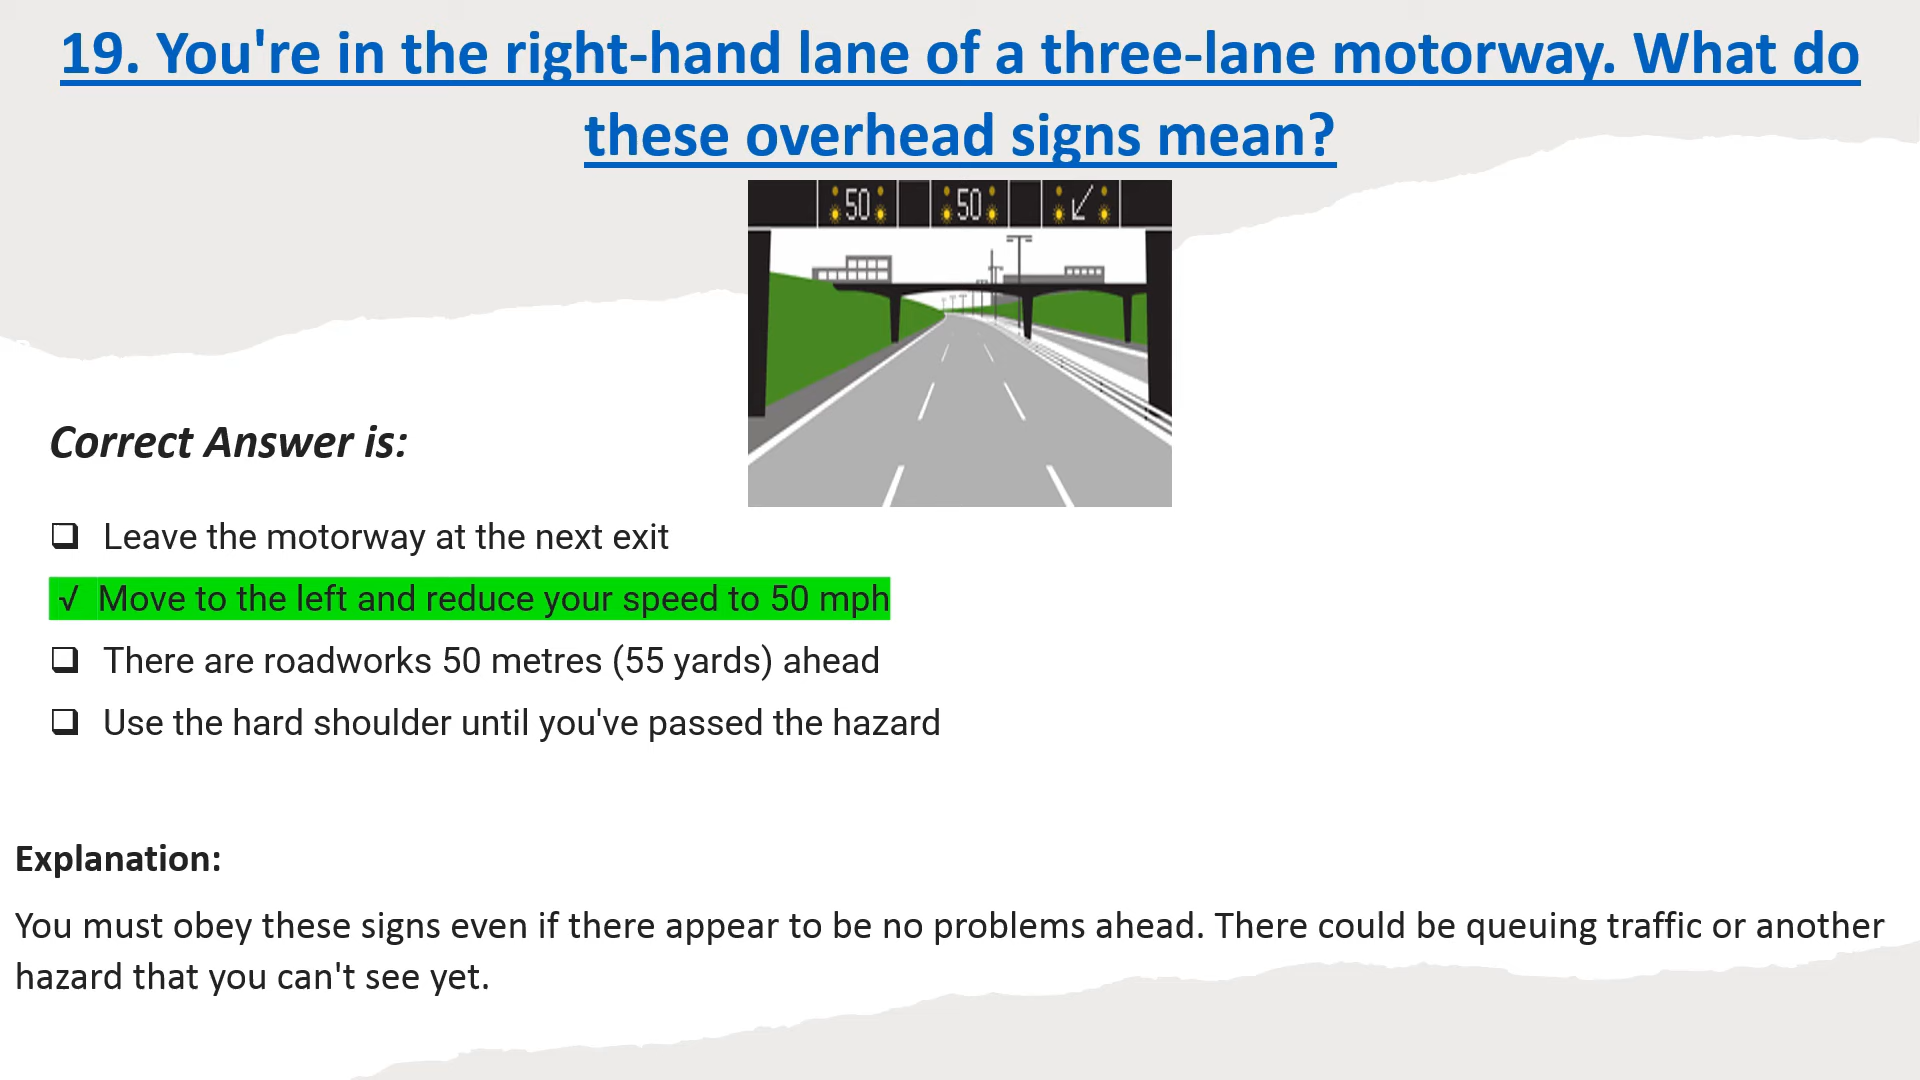 19. You're in the right-hand lane of a three-lane motorway. What do
these overhead signs mean?
50 50
Correct Answer is:
Leave the motorway at the next exit
√ Move to the left and reduce your speed to 50 mph
There are roadworks 50 metres (55 yards) ahead
Use the hard shoulder until you've passed the hazard
Explanation:
You must obey these signs even if there appear to be no problems ahead. There could be queuing traffic or another
hazard that you can't see yet.